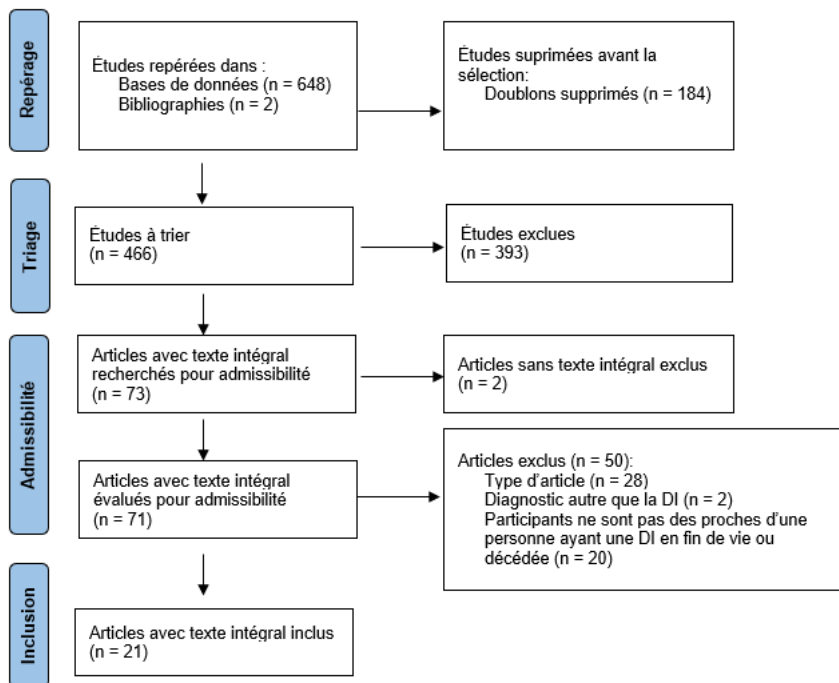 Repérage
Études repérées dans :
Bases de données (n = 648)
Bibliographies (n = 2)
Études suprimées avant la
sélection:
Doublons supprimés (n = 184)
Triage
Études à trier
(n = 466)
Études exclues
(n = 393)
Admissibilité
Articles avec texte intégral
recherchés pour admissibilité
(n = 73)
Articles sans texte intégral exclus
(n = 2)
Articles avec texte intégral
évalués pour admissibilité
(n = 71)
Articles exclus (n = 50):
Type d'article (n = 28)
Diagnostic autre que la DI (n = 2)
Participants ne sont pas des proches d'une
personne ayant une DI en fin de vie ou
décédée (n = 20)
Inclusion
Articles avec texte intégral inclus
(n = 21)